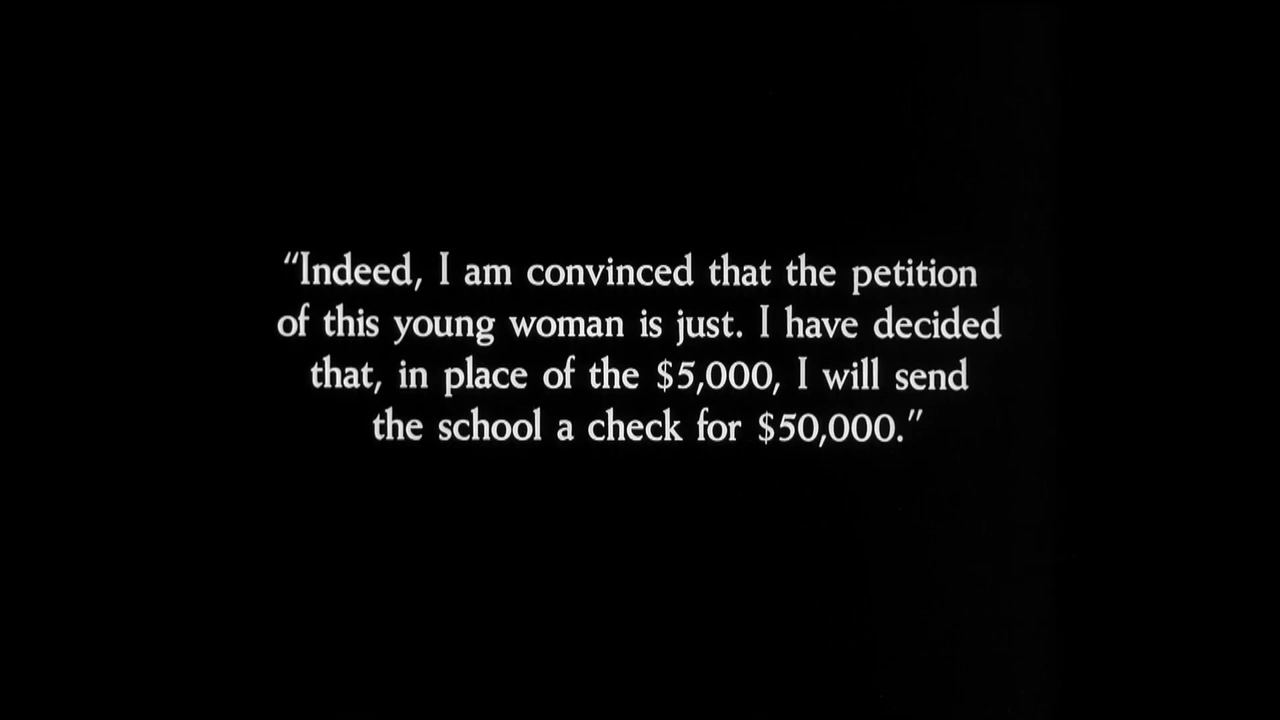 “Indeed, I am convinced that the petition
of this young woman is just. I have decided
that, in place of the $5,000, I will send
the school a check for $50,000.”